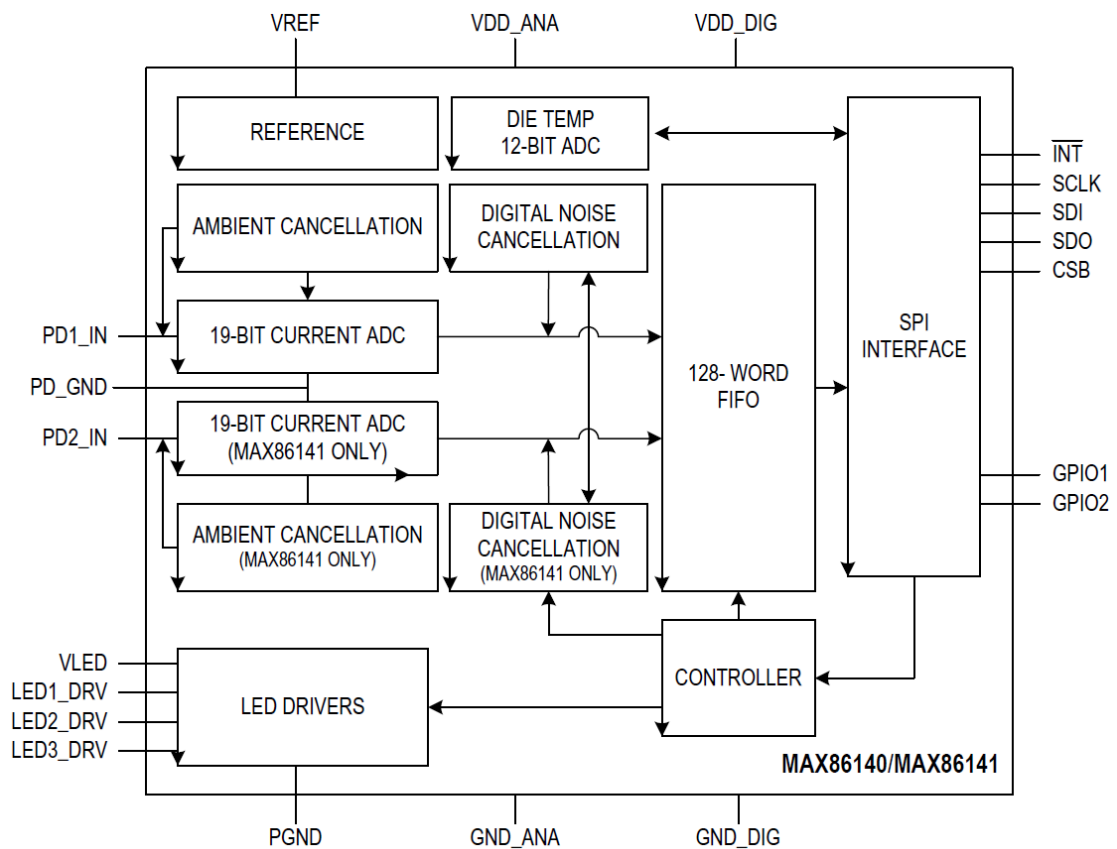 VREF
VDD_ANA
VDD_DIG
REFERENCE
DIE TEMP
12-BIT ADC
AMBIENT CANCELLATION
DIGITAL NOISE
CANCELLATION
SPI
INTERFACE
INT
SCLK
SDI
SDO
CSB
PD1_IN
19-BIT CURRENT ADC
128- WORD
FIFO
PD_GND
PD2_IN
19-BIT CURRENT ADC
(MAX86141 ONLY)
AMBIENT CANCELLATION
(MAX86141 ONLY)
DIGITAL NOISE
CANCELLATION
(MAX86141 ONLY)
GPIO1
GPIO2
VLED
LED1_DRV
LED2_DRV
LED3_DRV
LED DRIVERS
CONTROLLER
MAX86140/MAX86141
PGND
GND_ANA
GND_DIG